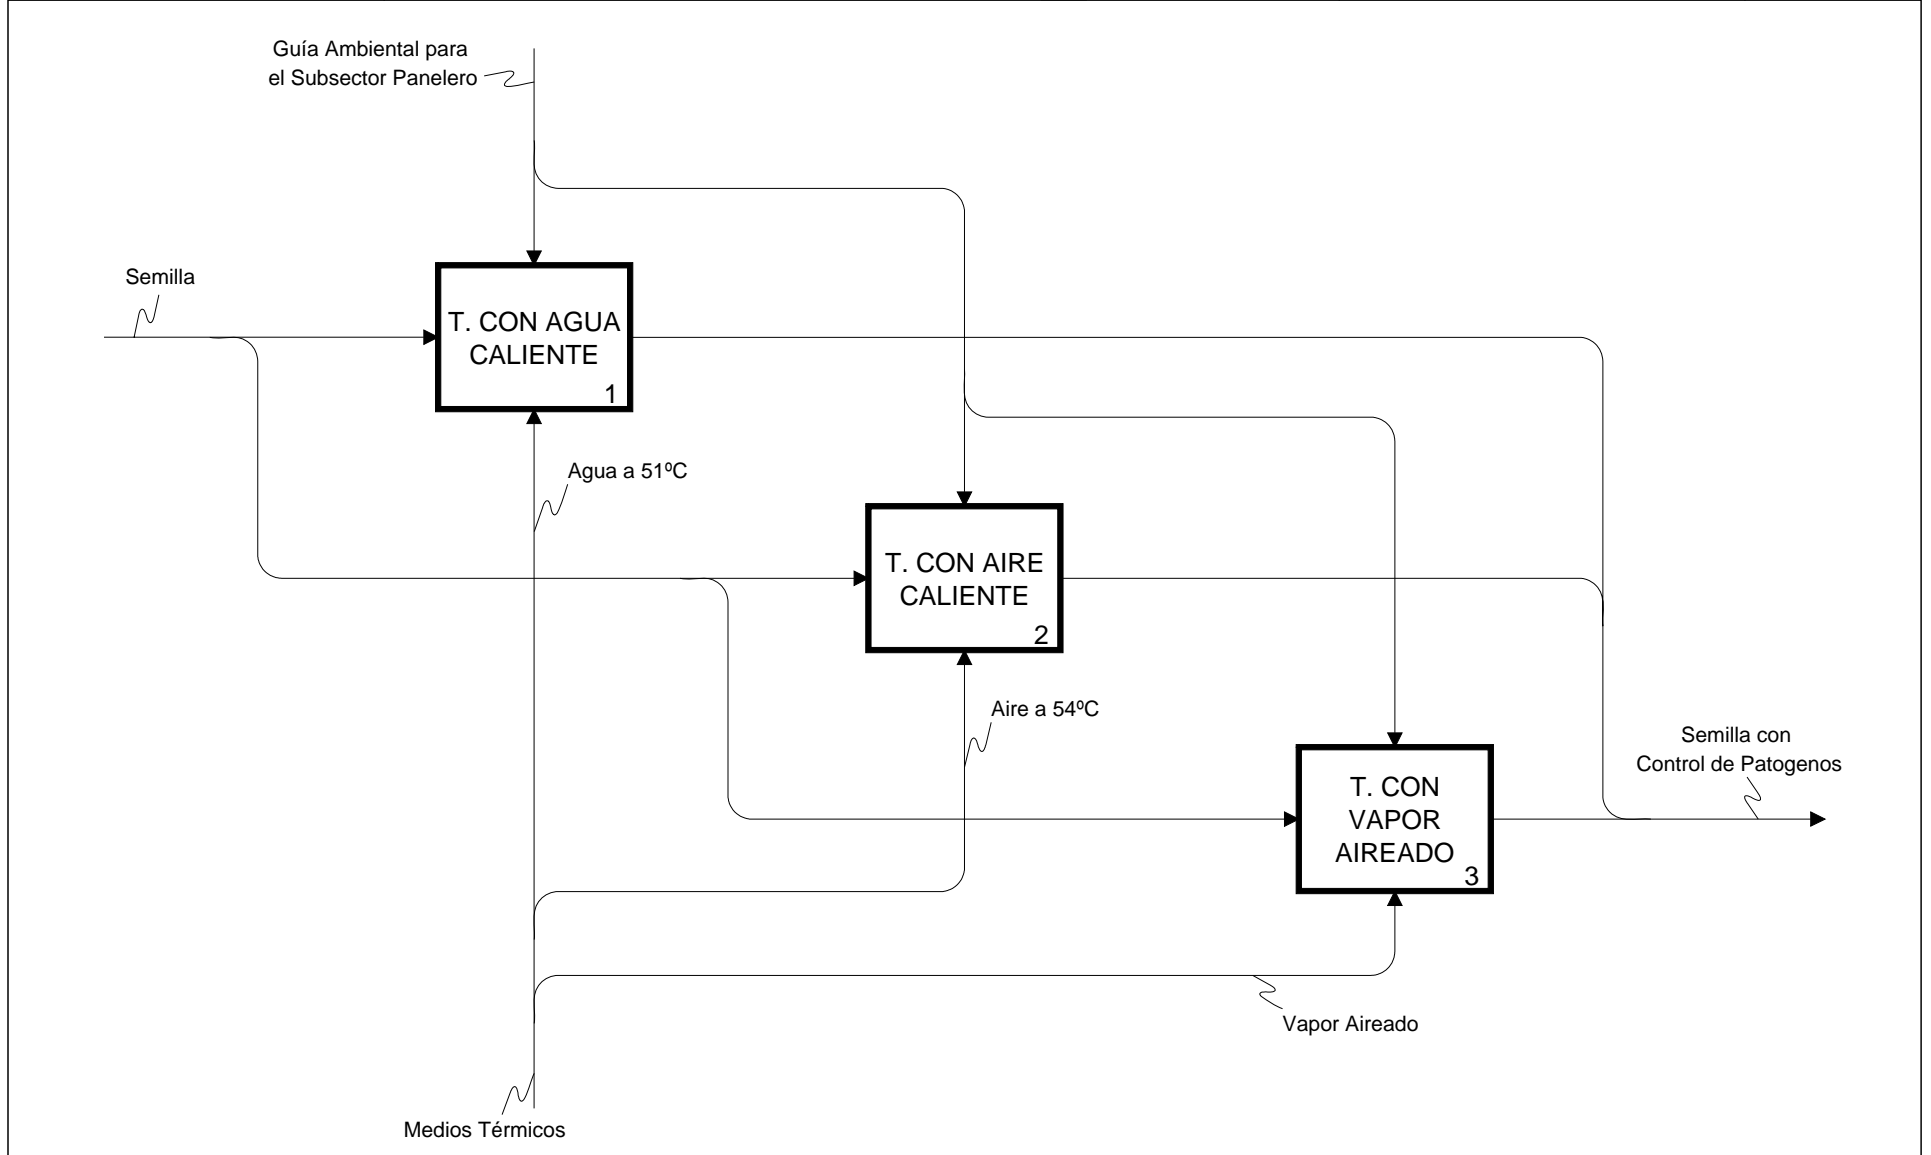 Guía Ambiental para
el Subsector Panelero
Semilla
T. CON AGUA
CALIENTE
1
Agua a 51ºC
T. CON AIRE
CALIENTE
2
Aire a 54ºC
T. CON
VAPOR
AIREADO
3
Semilla con
Control de Patogenos
Vapor Aireado
Medios Térmicos